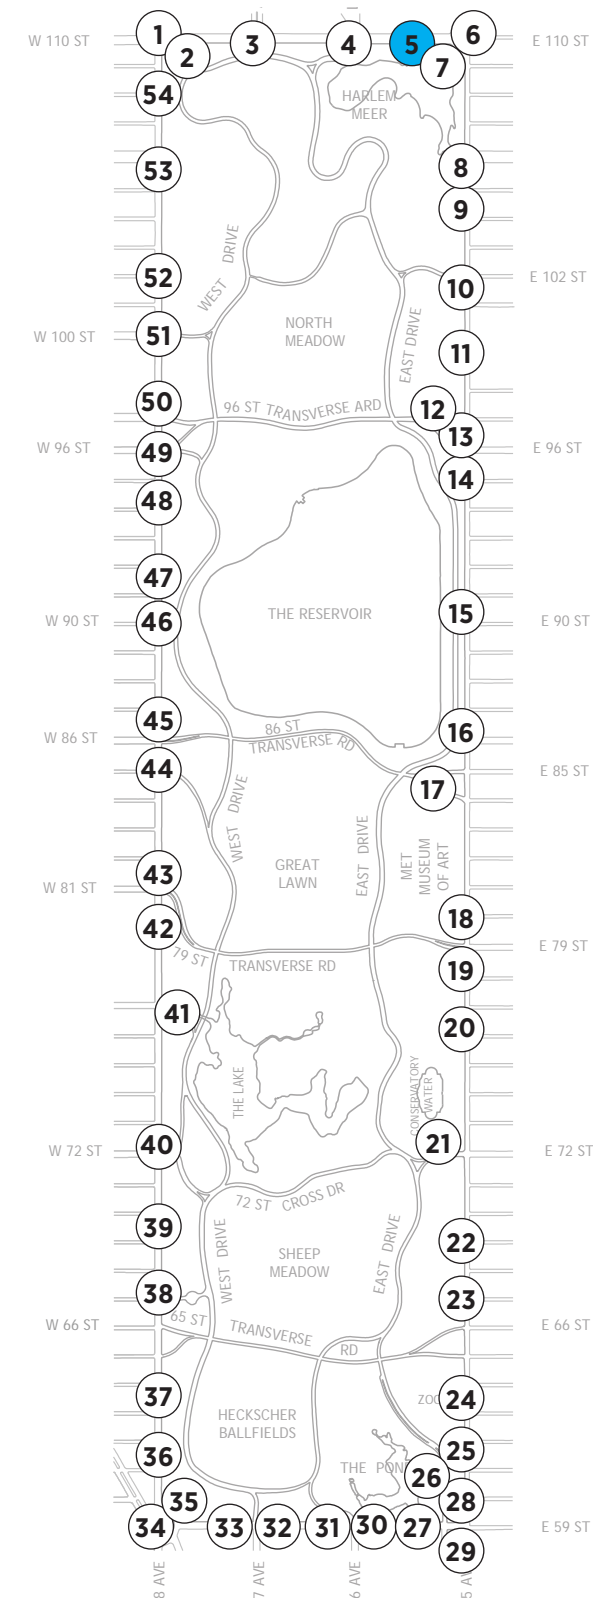 1
2
3
4
5
6
7
W 110 ST
E 110 ST
54
HARLEM
MEER
53
8
9
WEST DRIVE
52
10
E 102 ST
51
W 100 ST
NORTH
MEADOW
EAST DRIVE
11
50
96 ST TRANSVERSE ARD
12
13
W 96 ST
49
E 96 ST
14
48
47
W 90 ST
46
THE RESERVOIR
15
E 90 ST
45
W 86 ST
86 ST
TRANSVERSE RD
16
44
E 85 ST
17
WEST DRIVE
EAST DRIVE
MET
MUSEUM
OF ART
GREAT
LAWN
43
W 81 ST
42
18
79 ST
TRANSVERSE RD
E 79 ST
19
41
20
THE LAKE
CONSERVATORY
WATER
W 72 ST
40
21
E 72 ST
72 ST CROSS DR
39
WEST DRIVE
SHEEP
MEADOW
EAST DRIVE
22
38
23
65 ST TRANSVERSE RD
W 66 ST
E 66 ST
37
ZOO
24
HECKSCHER
BALLFIELDS
36
25
THE POND
26
35
28
34
33
32
31
30
27
E 59 ST
29
8 AVE
7 AVE
6 AVE
5 AV